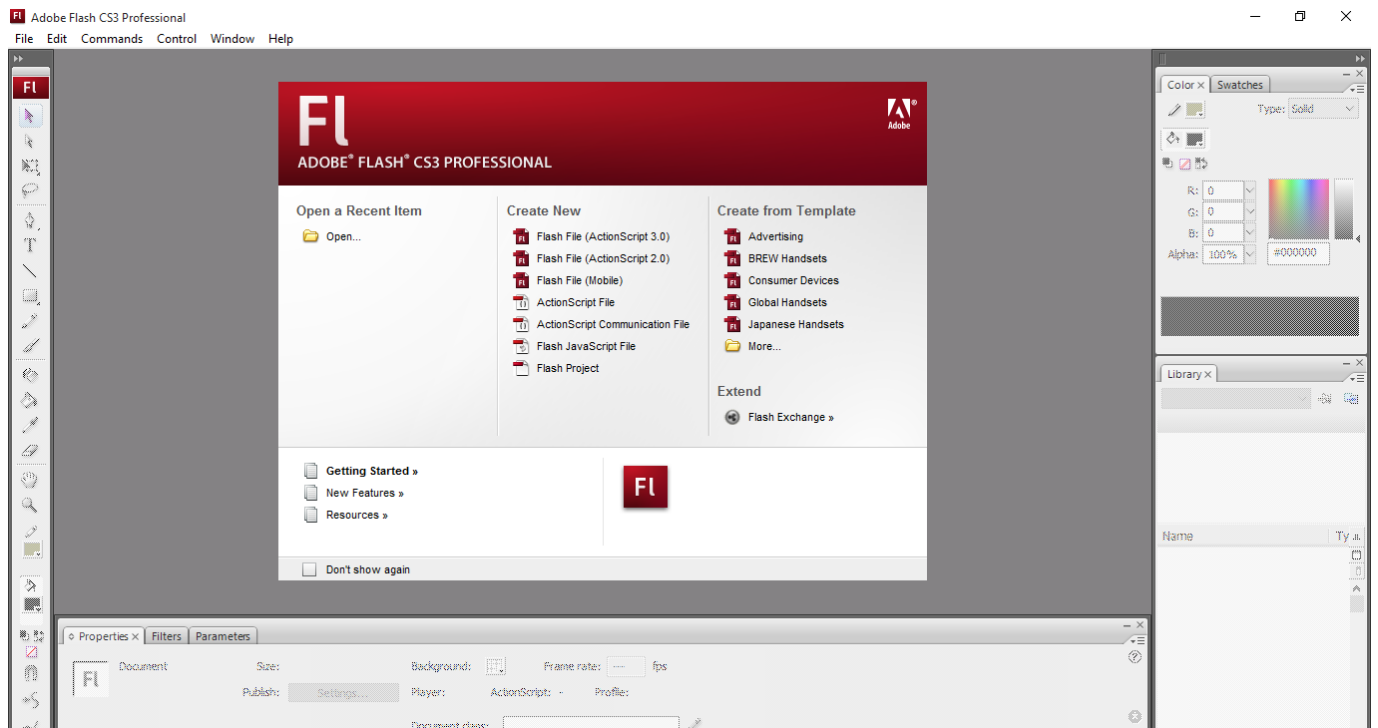 Fl Adobe Flash CS3 Professional
File Edit Commands Control Window Help
Fl
Fl
ADOBE® FLASH® CS3 PROFESSIONAL
Adobe®
Open a Recent Item
Open...
Create New
Flash File (ActionScript 3.0)
Flash File (ActionScript 2.0)
Flash File (Mobile)
ActionScript File
ActionScript Communication File
Flash JavaScript File
Flash Project
Create from Template
Advertising
BREW Handsets
Consumer Devices
Global Handsets
Japanese Handsets
More...
Extend
Flash Exchange »
Getting Started »
New Features »
Resources »
Fl
Don't show again
Color × Swatches
Type: Solid
R: 0
G: 0
B: 0
Alpha: 100% #000000
Library ×
Name Ty...
Properties × Filters Parameters
Fl
Document Size: Background: Frame rate: --- fps
Publish: Settings... Player: ActionScript: - Profile:
Document class: